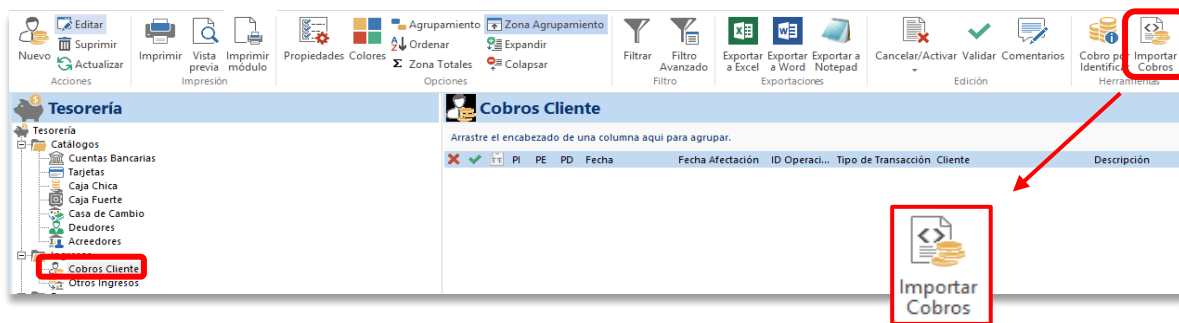 Nuevo
Editar
Suprimir
Actualizar
Acciones
Imprimir
Vista previa
Imprimir módulo
Impresión
Propiedades
Colores
Agrupamiento
Ordenar
Σ Zona Totales
Zona Agrupamiento
Expandir
Colapsar
Opciones
Filtrar
Filtro Avanzado
Filtro
Exportar a Excel
Exportar a Word
Exportar a Notepad
Exportaciones
Cancelar/Activar
Validar
Comentarios
Edición
Cobro por Identificar
Importar Cobros
Herramientas
Tesorería
Tesorería
Catálogos
Cuentas Bancarias
Tarjetas
Caja Chica
Caja Fuerte
Casa de Cambio
Deudores
Acreedores
Ingresos
Cobros Cliente
Otros Ingresos
Cobros Cliente
Arrastre el encabezado de una columna aqui para agrupar.
PI PE PD Fecha Fecha Afectación ID Operaci... Tipo de Transacción Cliente Descripción
Importar
Cobros